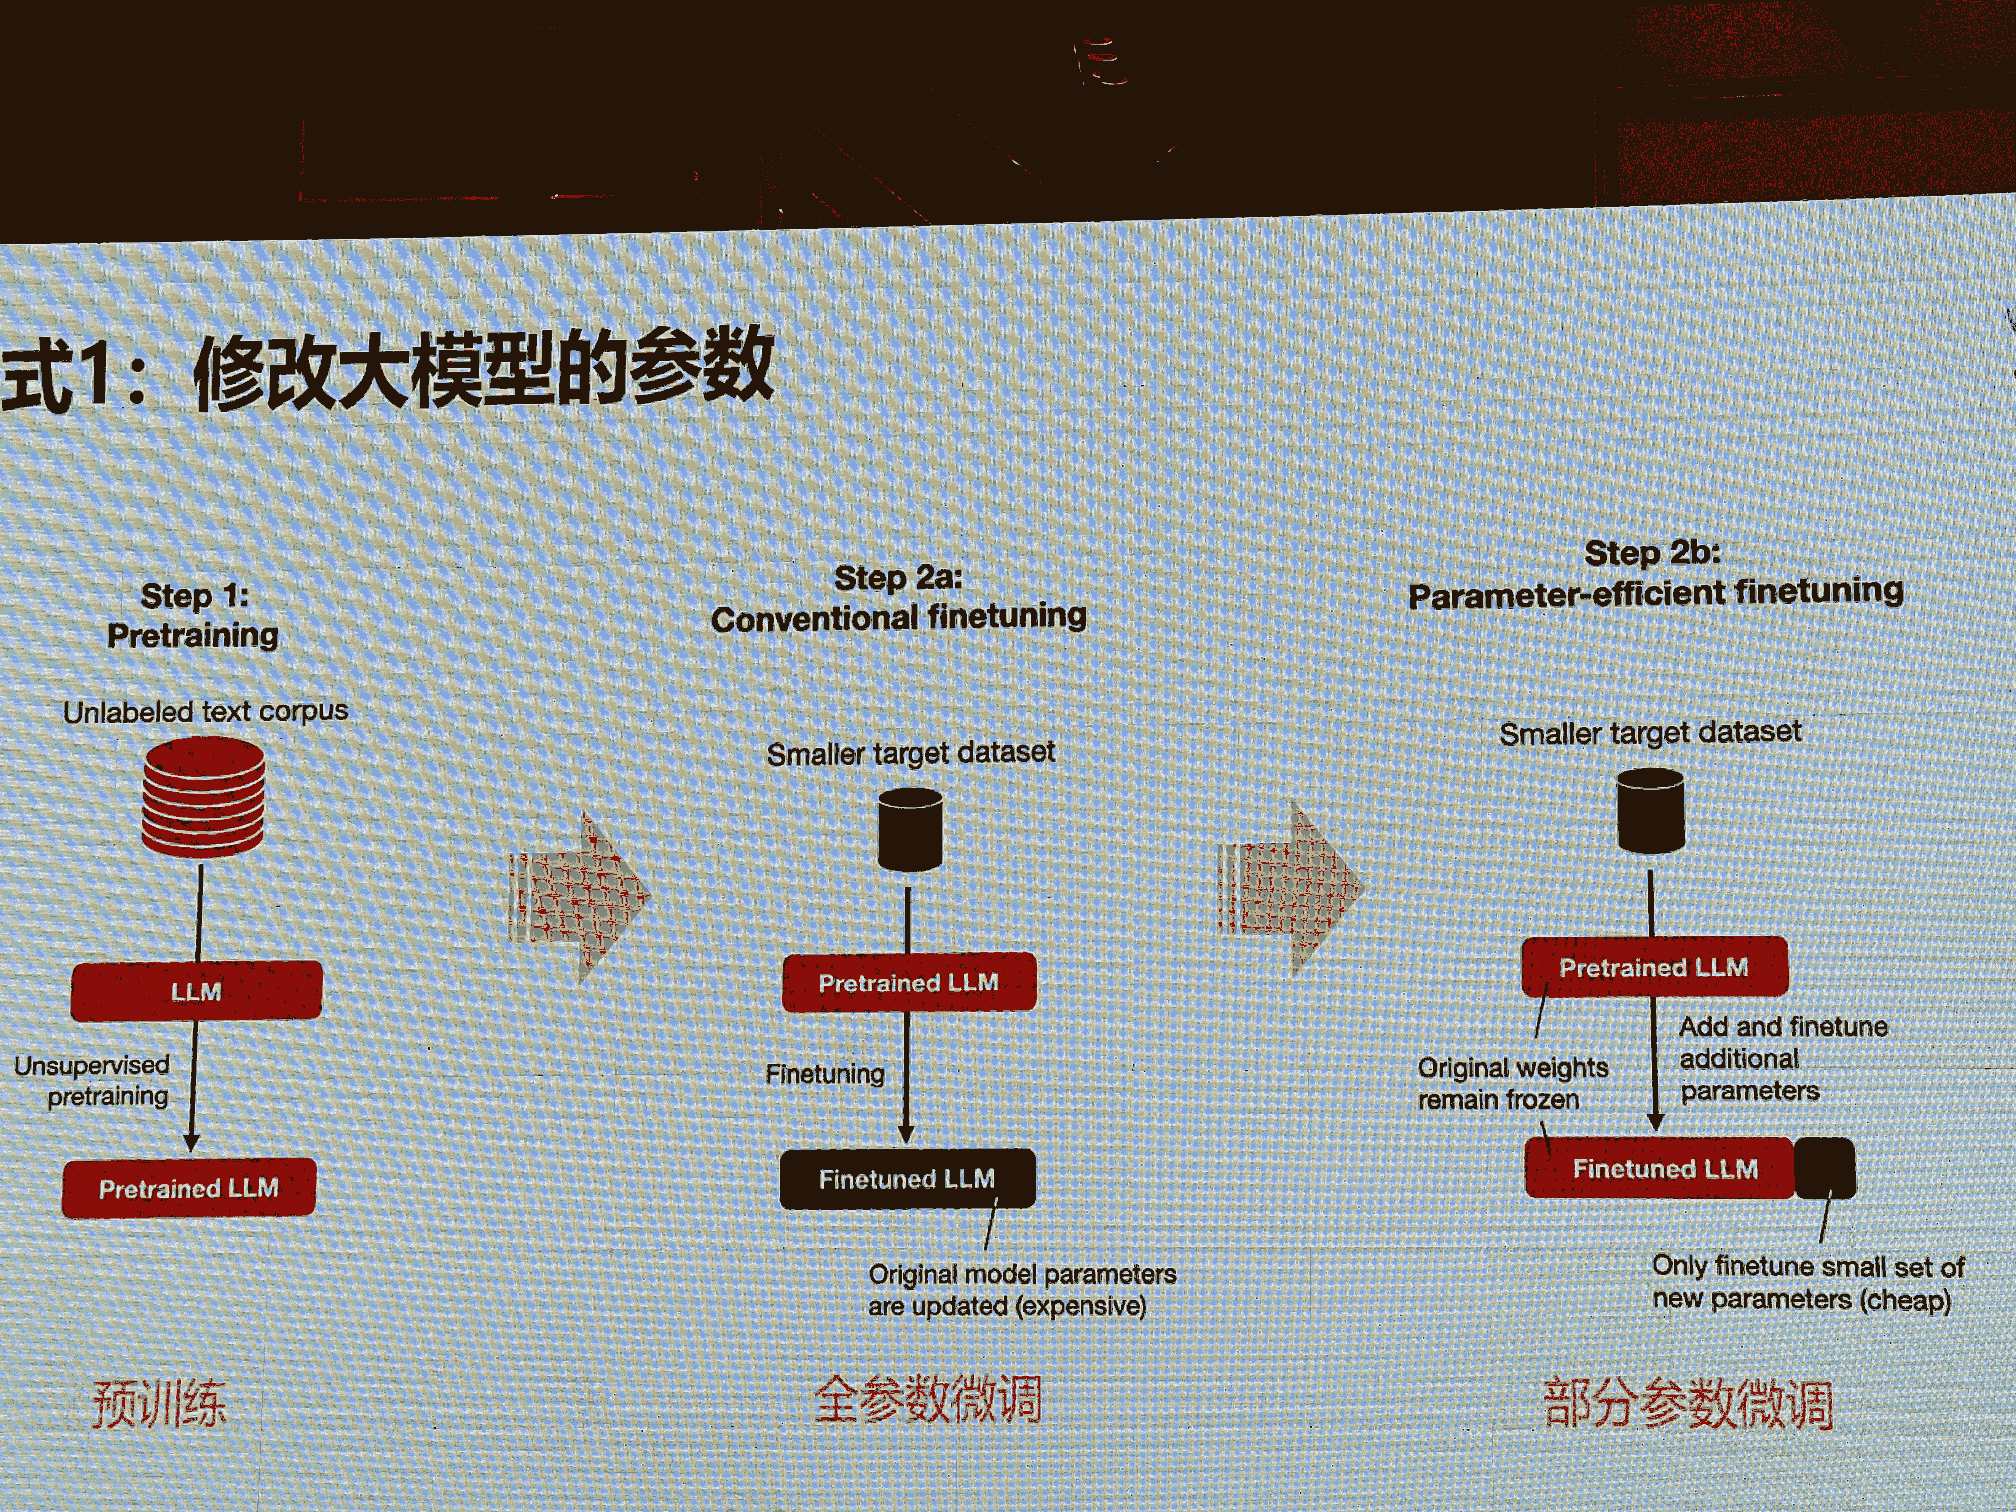 式1：修改大模型的参数
Step 1:
Pretraining
Unlabeled text corpus
LLM
Unsupervised
pretraining
Pretrained LLM
预训练
Step 2a:
Conventional finetuning
Smaller target dataset
Pretrained LLM
Finetuning
Finetuned LLM
Original model parameters
are updated (expensive)
全参数微调
Step 2b:
Parameter-efficient finetuning
Smaller target dataset
Pretrained LLM
Original weights
remain frozen
Add and finetune
additional
parameters
Finetuned LLM
Only finetune small set of
new parameters (cheap)
部分参数微调